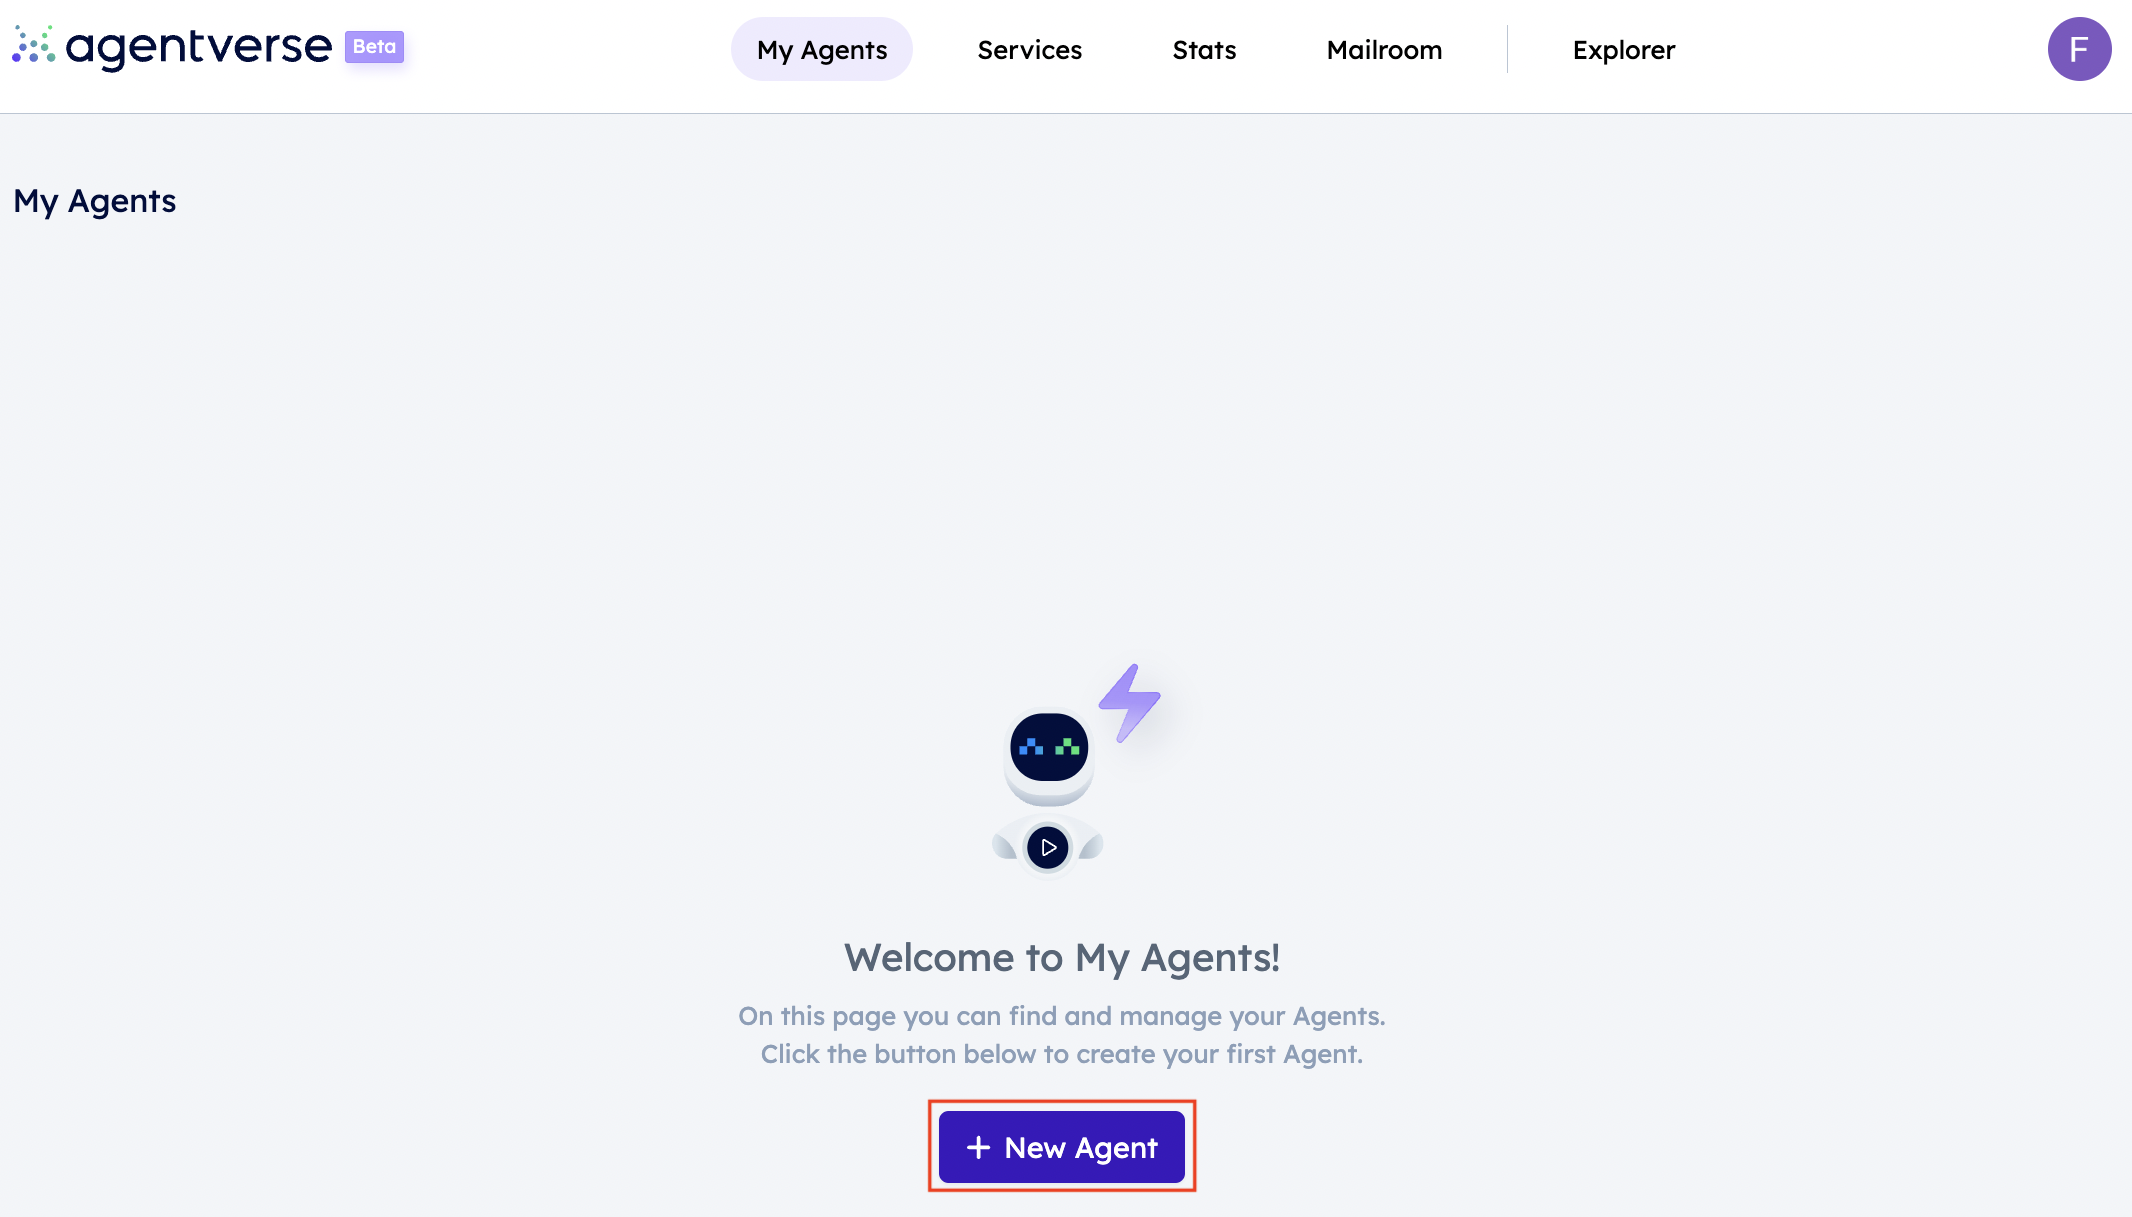 agentverse Beta
My Agents Services Stats Mailroom Explorer F
My Agents
Welcome to My Agents!
On this page you can find and manage your Agents.
Click the button below to create your first Agent.
+ New Agent